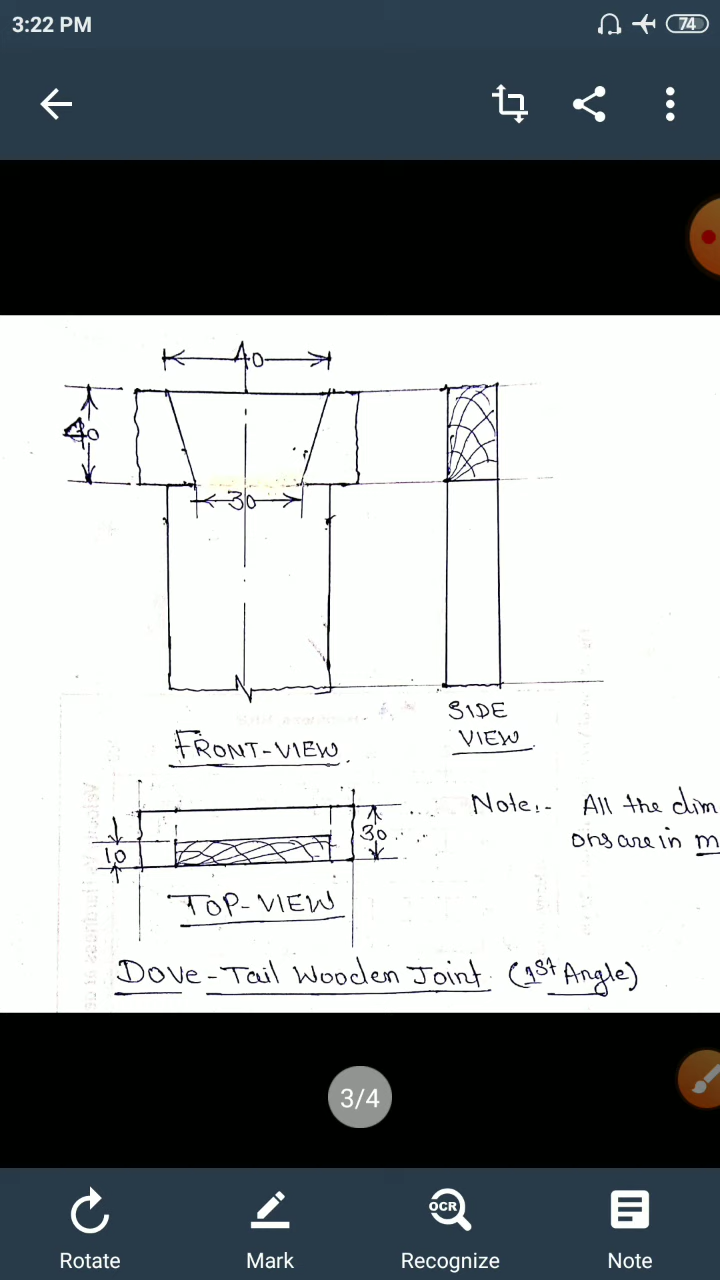 3:22 PM
74
40
40
30
FRONT-VIEW
SIDE
VIEW
Note:- All the dim
ons are in m
10
30
TOP-VIEW
Dove-Tail Wooden Joint (1st Angle)
3/4
OCR
Rotate
Mark
Recognize
Note